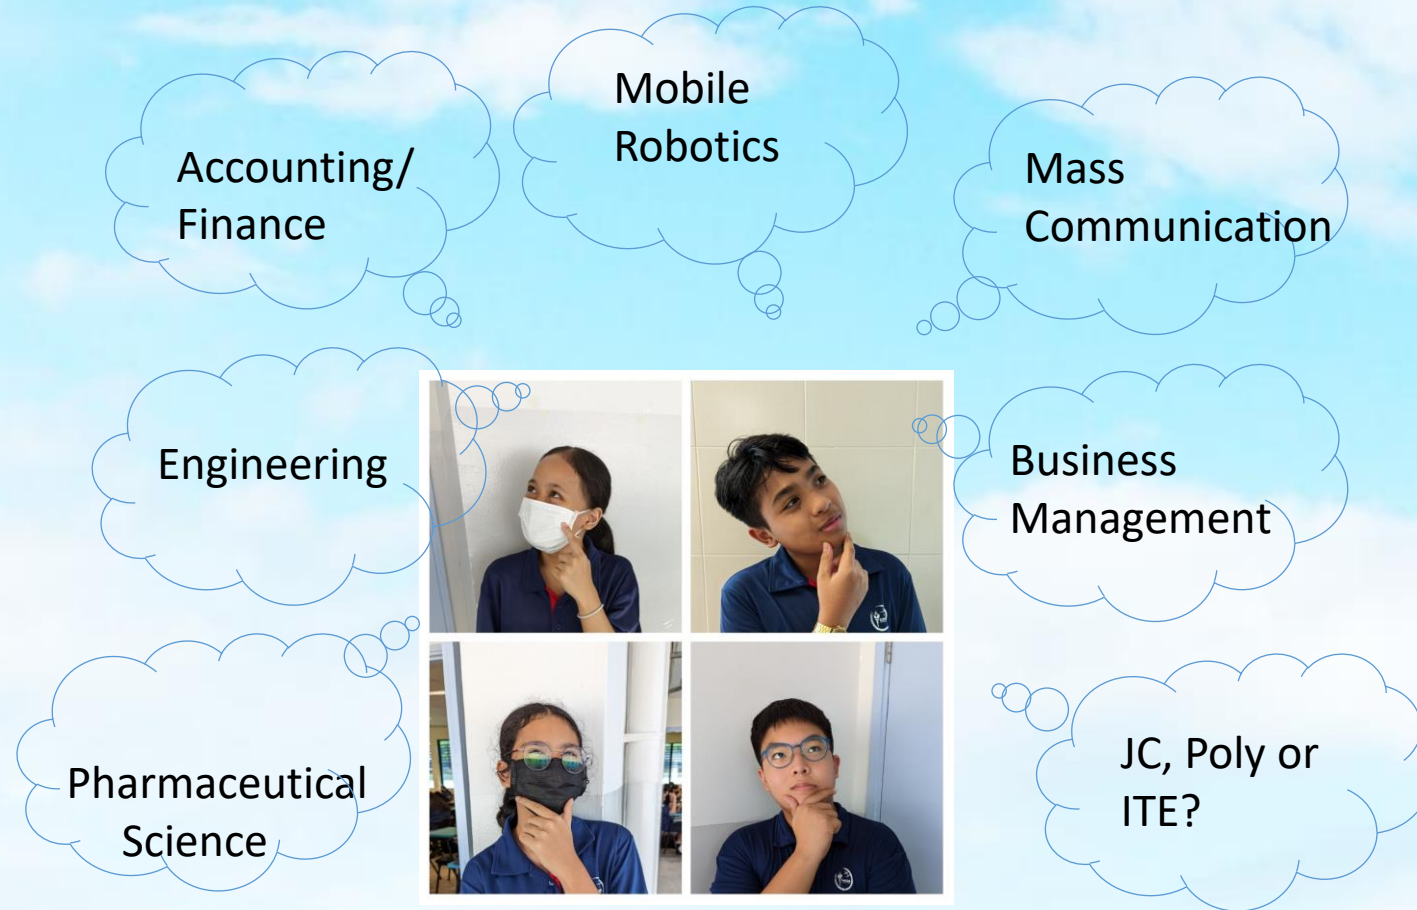 Mobile
Robotics
Accounting/
Finance
Mass
Communication
Engineering
Business
Management
Pharmaceutical
Science
JC, Poly or
ITE?